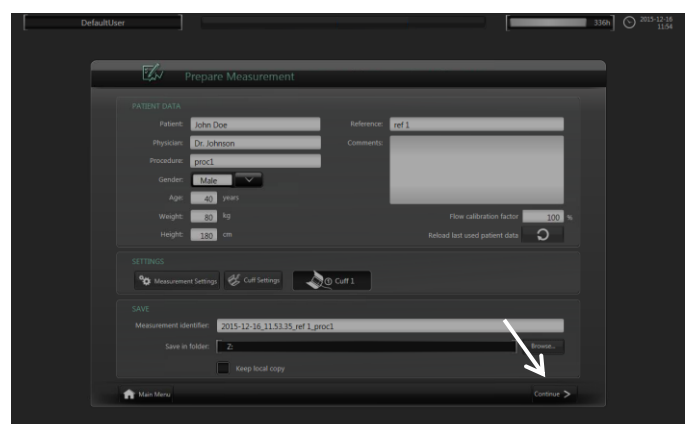 DefaultUser
336h
2015-12-16
11:54
Prepare Measurement
PATIENT DATA
Patient: John Doe
Reference: ref 1
Physician: Dr. Johnson
Comments:
Procedure: proc1
Gender: Male
Age: 40 years
Weight: 80 kg
Flow calibration factor 100 %
Height: 180 cm
Reload last used patient data
SETTINGS
Measurement Settings
Cuff Settings
1 Cuff 1
SAVE
Measurement identifier: 2015-12-16_11.53.35_ref 1_proc1
Save in folder: Z:
Browse...
Keep local copy
Main Menu
Continue >